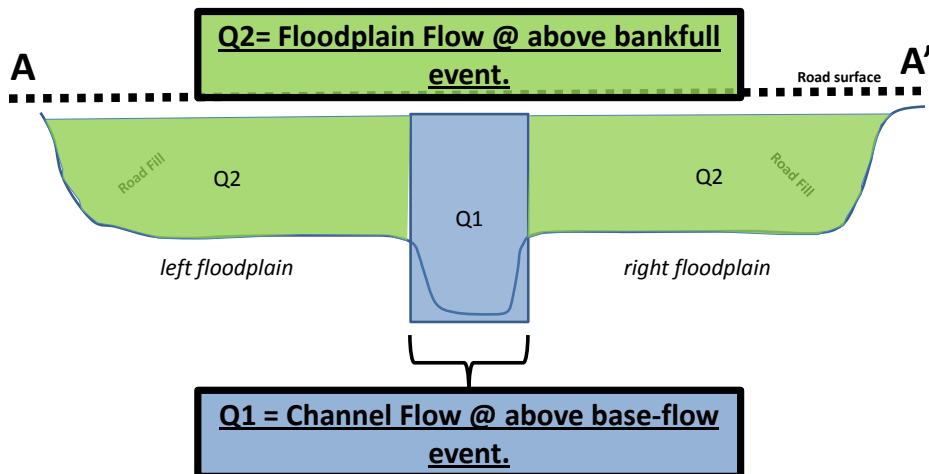 Q2= Floodplain Flow @ above bankfull
event.
A
A'
Road surface
Road Fill
Q2
Q1
Q2
Road Fill
left floodplain
right floodplain
Q1 = Channel Flow @ above base-flow
event.